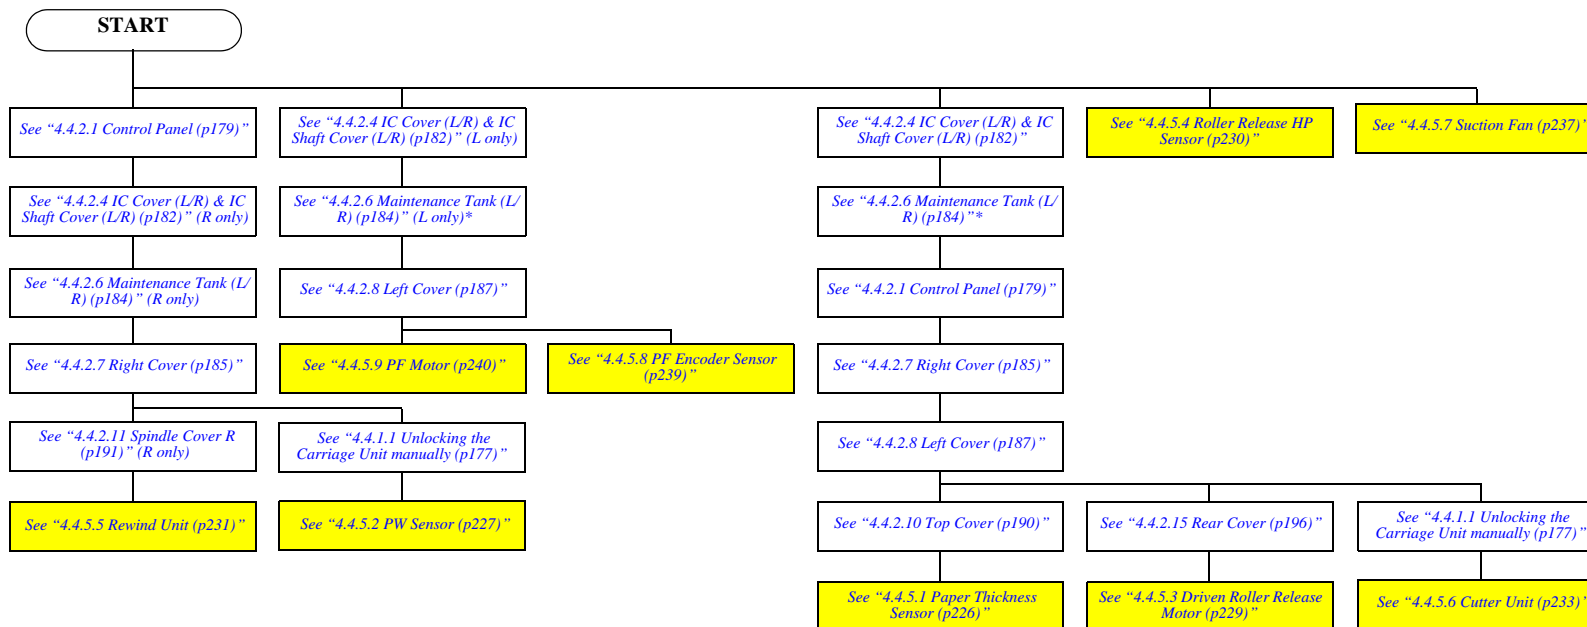 START
See “4.4.2.1 Control Panel (p179)”
See “4.4.2.4 IC Cover (L/R) & IC
Shaft Cover (L/R) (p182)” (L only)
See “4.4.2.4 IC Cover (L/R) & IC
Shaft Cover (L/R) (p182)”
See “4.4.5.4 Roller Release HP
Sensor (p230)”
See “4.4.5.7 Suction Fan (p237)”
See “4.4.2.4 IC Cover (L/R) & IC
Shaft Cover (L/R) (p182)” (R only)
See “4.4.2.6 Maintenance Tank (L/
R) (p184)” (L only)*
See “4.4.2.6 Maintenance Tank (L/
R) (p184)”*
See “4.4.2.6 Maintenance Tank (L/
R) (p184)” (R only)
See “4.4.2.8 Left Cover (p187)”
See “4.4.2.1 Control Panel (p179)”
See “4.4.2.7 Right Cover (p185)”
See “4.4.5.9 PF Motor (p240)”
See “4.4.5.8 PF Encoder Sensor
(p239)”
See “4.4.2.7 Right Cover (p185)”
See “4.4.2.11 Spindle Cover R
(p191)” (R only)
See “4.4.1.1 Unlocking the
Carriage Unit manually (p177)”
See “4.4.2.8 Left Cover (p187)”
See “4.4.5.5 Rewind Unit (p231)”
See “4.4.5.2 PW Sensor (p227)”
See “4.4.2.10 Top Cover (p190)”
See “4.4.2.15 Rear Cover (p196)”
See “4.4.1.1 Unlocking the
Carriage Unit manually (p177)”
See “4.4.5.1 Paper Thickness
Sensor (p226)”
See “4.4.5.3 Driven Roller Release
Motor (p229)”
See “4.4.5.6 Cutter Unit (p233)”